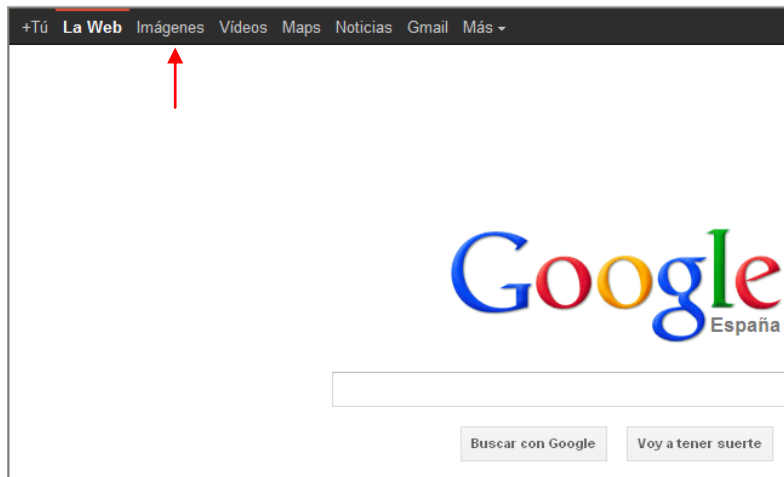 +Tú La Web Imágenes Vídeos Maps Noticias Gmail Más
Google
España
Buscar con Google Voy a tener suerte